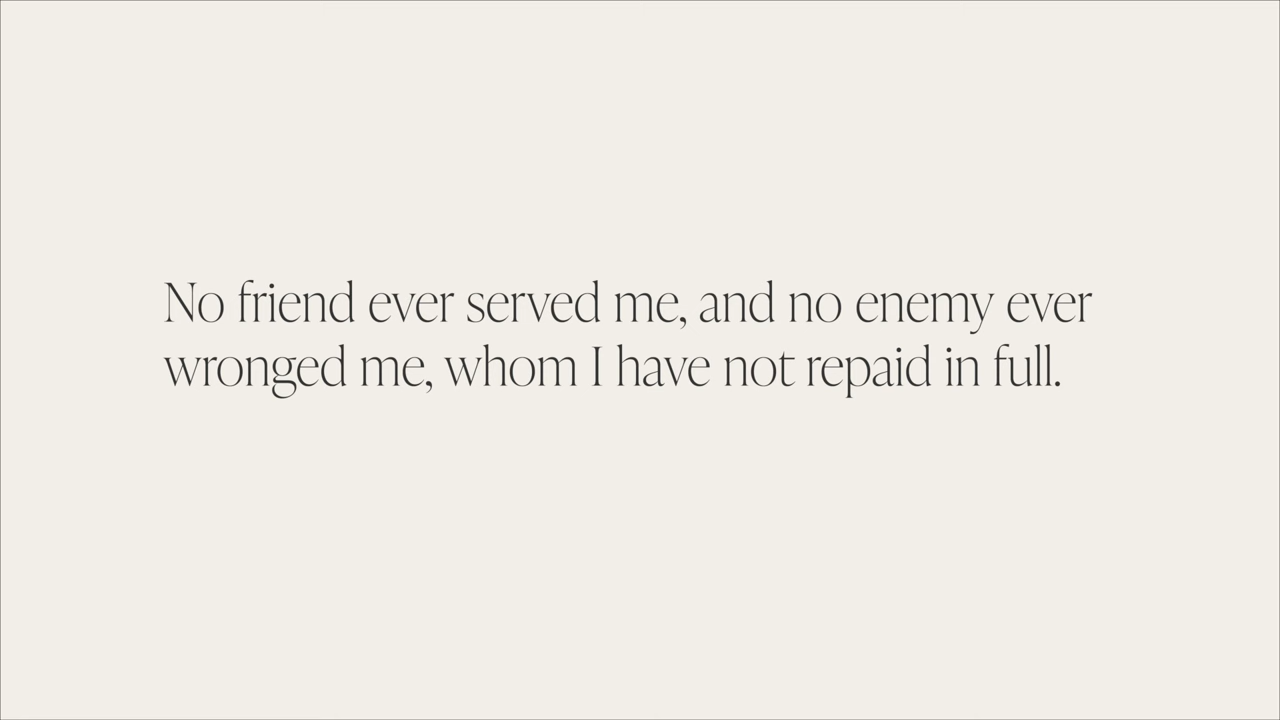 No friend ever served me, and no enemy ever
wronged me, whom I have not repaid in full.